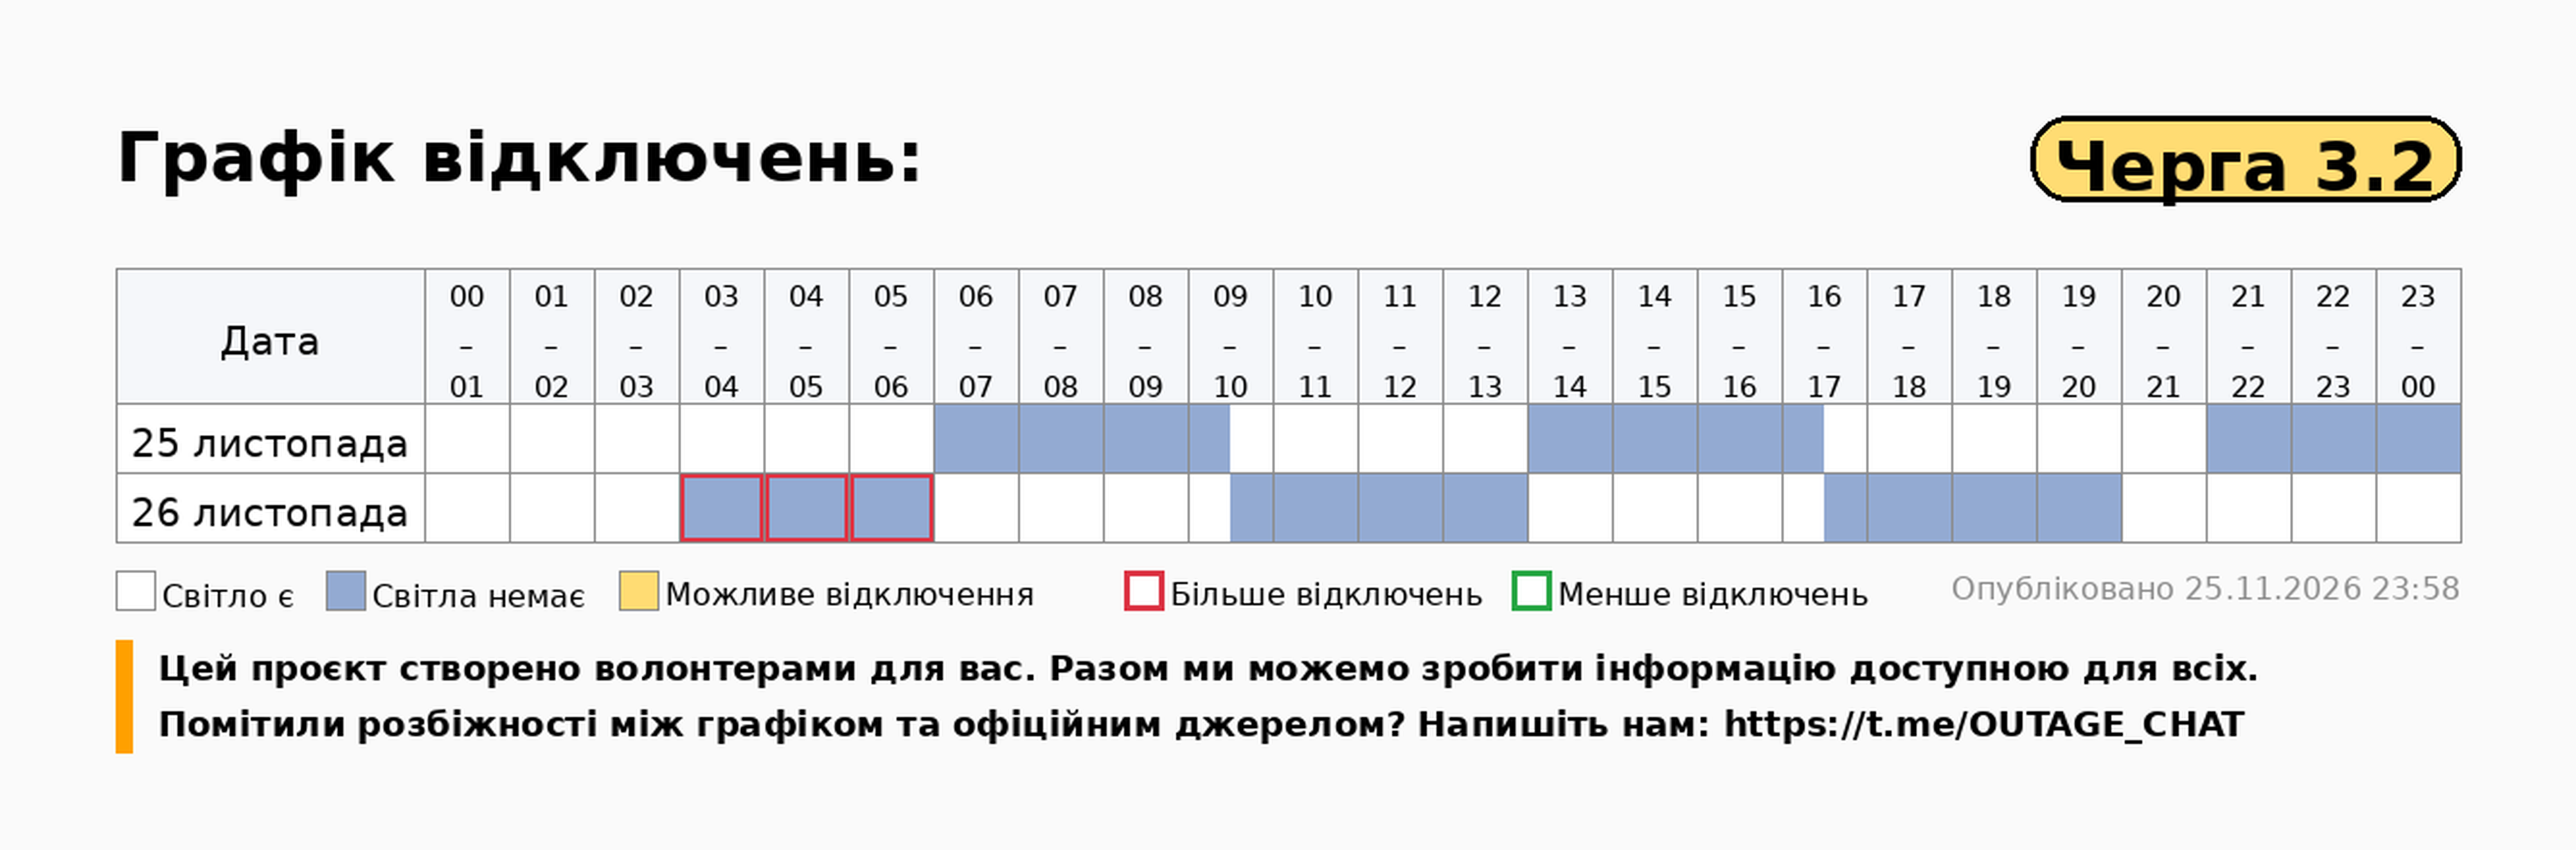 Графік відключень:
Черга 3.2
Дата
00 – 01
01 – 02
02 – 03
03 – 04
04 – 05
05 – 06
06 – 07
07 – 08
08 – 09
09 – 10
10 – 11
11 – 12
12 – 13
13 – 14
14 – 15
15 – 16
16 – 17
17 – 18
18 – 19
19 – 20
20 – 21
21 – 22
22 – 23
23 – 00
25 листопада
26 листопада
Світло є
Світла немає
Можливе відключення
Більше відключень
Менше відключень
Опубліковано 25.11.2026 23:58
Цей проєкт створено волонтерами для вас. Разом ми можемо зробити інформацію доступною для всіх.
Помітили розбіжності між графіком та офіційним джерелом? Напишіть нам: https://t.me/OUTAGE_CHAT